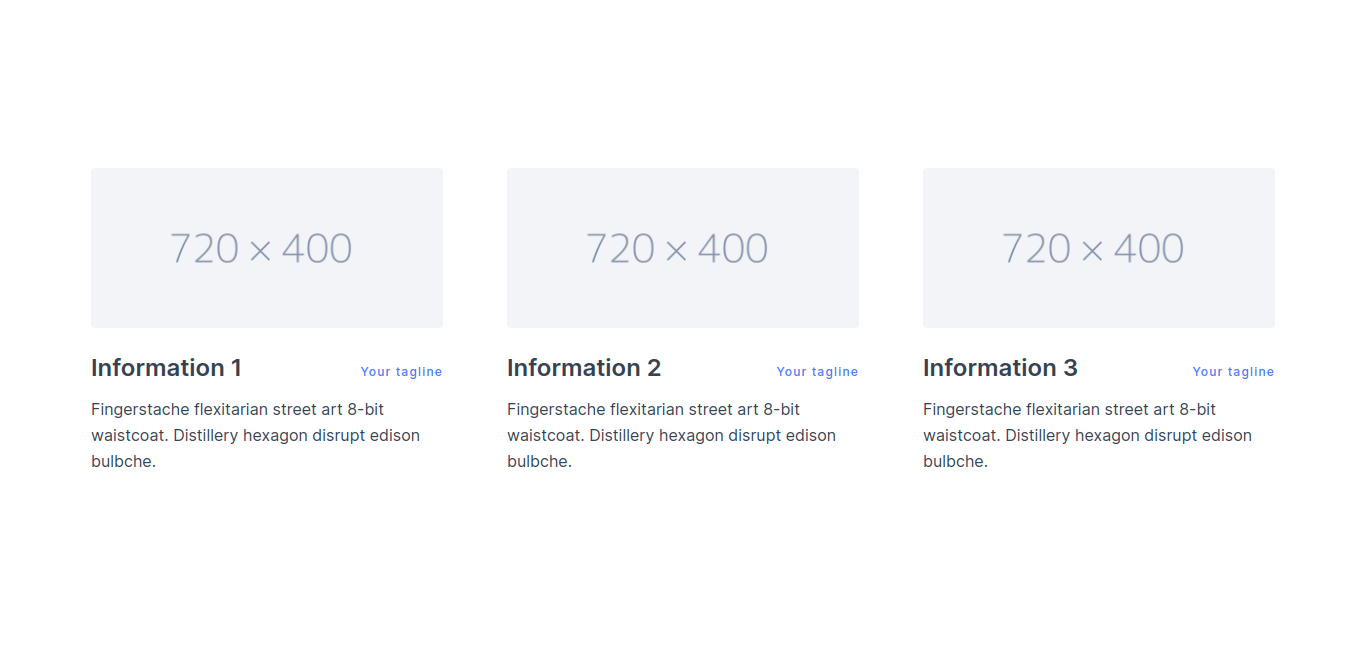 720 × 400
Information 1
Your tagline
Fingerstache flexitarian street art 8-bit
waistcoat. Distillery hexagon disrupt edison
bulbche.
720 × 400
Information 2
Your tagline
Fingerstache flexitarian street art 8-bit
waistcoat. Distillery hexagon disrupt edison
bulbche.
720 × 400
Information 3
Your tagline
Fingerstache flexitarian street art 8-bit
waistcoat. Distillery hexagon disrupt edison
bulbche.